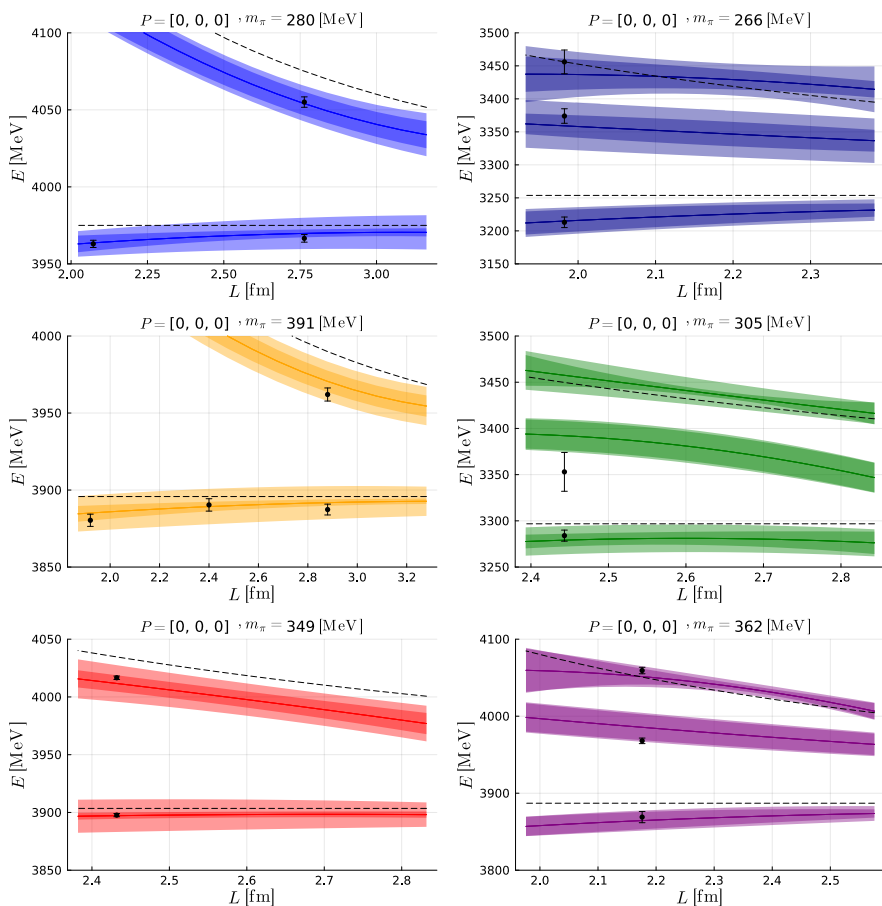 P = [0, 0, 0] , mπ = 280 [MeV]
E [MeV]
4100
4050
4000
3950
2.00 2.25 2.50 2.75 3.00
L [fm]
P = [0, 0, 0] , mπ = 266 [MeV]
E [MeV]
3500
3450
3400
3350
3300
3250
3200
3150
2.0 2.1 2.2 2.3
L [fm]
P = [0, 0, 0] , mπ = 391 [MeV]
E [MeV]
4000
3950
3900
3850
2.0 2.2 2.4 2.6 2.8 3.0 3.2
L [fm]
P = [0, 0, 0] , mπ = 305 [MeV]
E [MeV]
3500
3450
3400
3350
3300
3250
2.4 2.5 2.6 2.7 2.8
L [fm]
P = [0, 0, 0] , mπ = 349 [MeV]
E [MeV]
4050
4000
3950
3900
3850
2.4 2.5 2.6 2.7 2.8
L [fm]
P = [0, 0, 0] , mπ = 362 [MeV]
E [MeV]
4100
4000
3900
3800
2.0 2.1 2.2 2.3 2.4 2.5
L [fm]